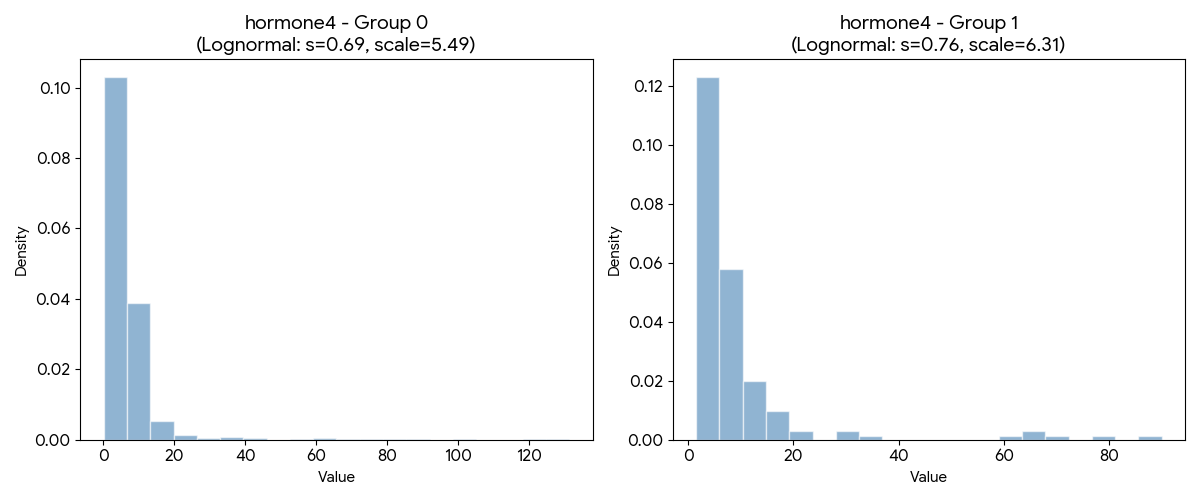 hormone4 - Group 0
(Lognormal: s=0.69, scale=5.49)
Density
0.10
0.08
0.06
0.04
0.02
0.00
0 20 40 60 80 100 120
Value
hormone4 - Group 1
(Lognormal: s=0.76, scale=6.31)
Density
0.12
0.10
0.08
0.06
0.04
0.02
0.00
0 20 40 60 80
Value